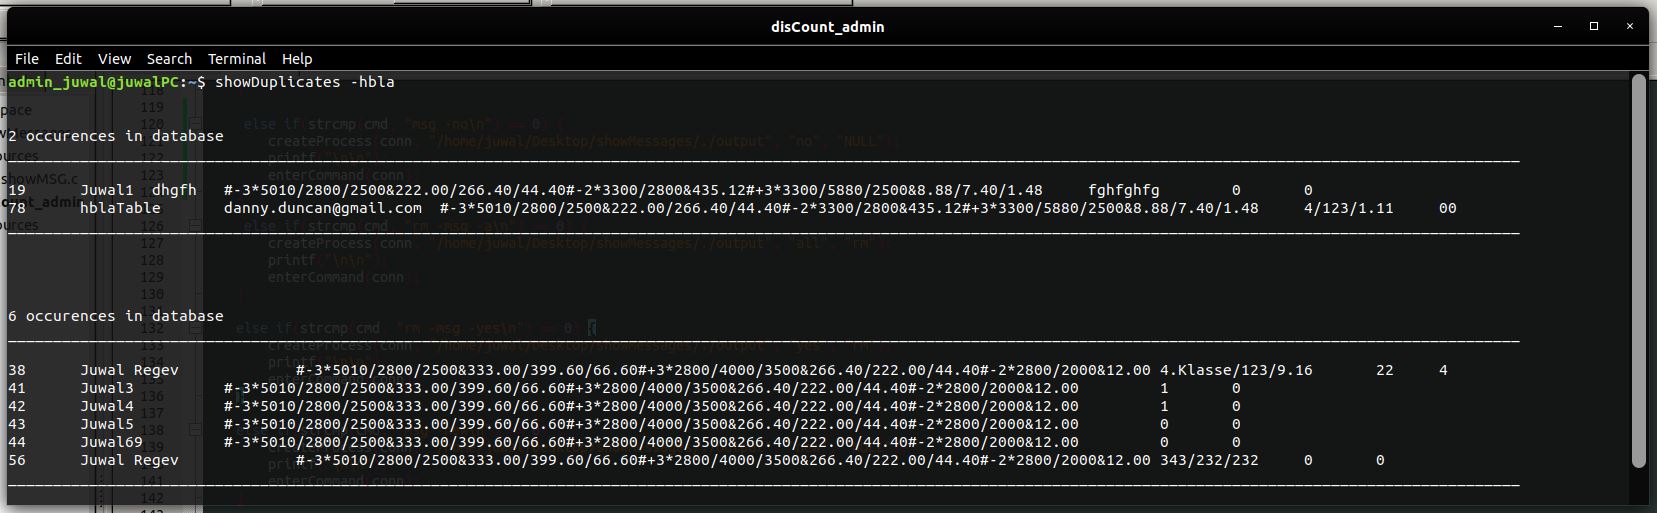 disCount_admin
File Edit View Search Terminal Help
admin_juwal@juwalPC:~$ showDuplicates -hbla
2 occurences in database
19 Juwal1 dhgfh #-3*5010/2800/2500&222.00/266.40/44.40#-2*3300/2800&435.12#+3*3300/5880/2500&8.88/7.40/1.48 fghfghfg 0 0
78 hblaTable danny.duncan@gmail.com #-3*5010/2800/2500&222.00/266.40/44.40#-2*3300/2800&435.12#+3*3300/5880/2500&8.88/7.40/1.48 4/123/1.11 00
6 occurences in database
38 Juwal Regev #-3*5010/2800/2500&333.00/399.60/66.60#+3*2800/4000/3500&266.40/222.00/44.40#-2*2800/2000&12.00 4.Klasse/123/9.16 22 4
41 Juwal3 #-3*5010/2800/2500&333.00/399.60/66.60#+3*2800/4000/3500&266.40/222.00/44.40#-2*2800/2000&12.00 1 0
42 Juwal4 #-3*5010/2800/2500&333.00/399.60/66.60#+3*2800/4000/3500&266.40/222.00/44.40#-2*2800/2000&12.00 1 0
43 Juwal5 #-3*5010/2800/2500&333.00/399.60/66.60#+3*2800/4000/3500&266.40/222.00/44.40#-2*2800/2000&12.00 0 0
44 Juwal69 #-3*5010/2800/2500&333.00/399.60/66.60#+3*2800/4000/3500&266.40/222.00/44.40#-2*2800/2000&12.00 0 0
56 Juwal Regev #-3*5010/2800/2500&333.00/399.60/66.60#+3*2800/4000/3500&266.40/222.00/44.40#-2*2800/2000&12.00 343/232/232 0 0